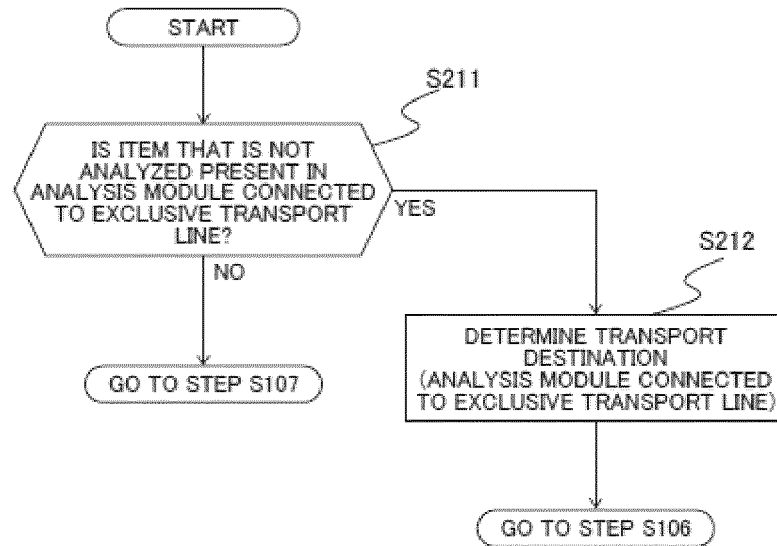 START
S211
IS ITEM THAT IS NOT
ANALYZED PRESENT IN
ANALYSIS MODULE CONNECTED
TO EXCLUSIVE TRANSPORT
LINE?
YES
NO
S212
DETERMINE TRANSPORT
DESTINATION
(ANALYSIS MODULE CONNECTED
TO EXCLUSIVE TRANSPORT LINE)
GO TO STEP S107
GO TO STEP S106